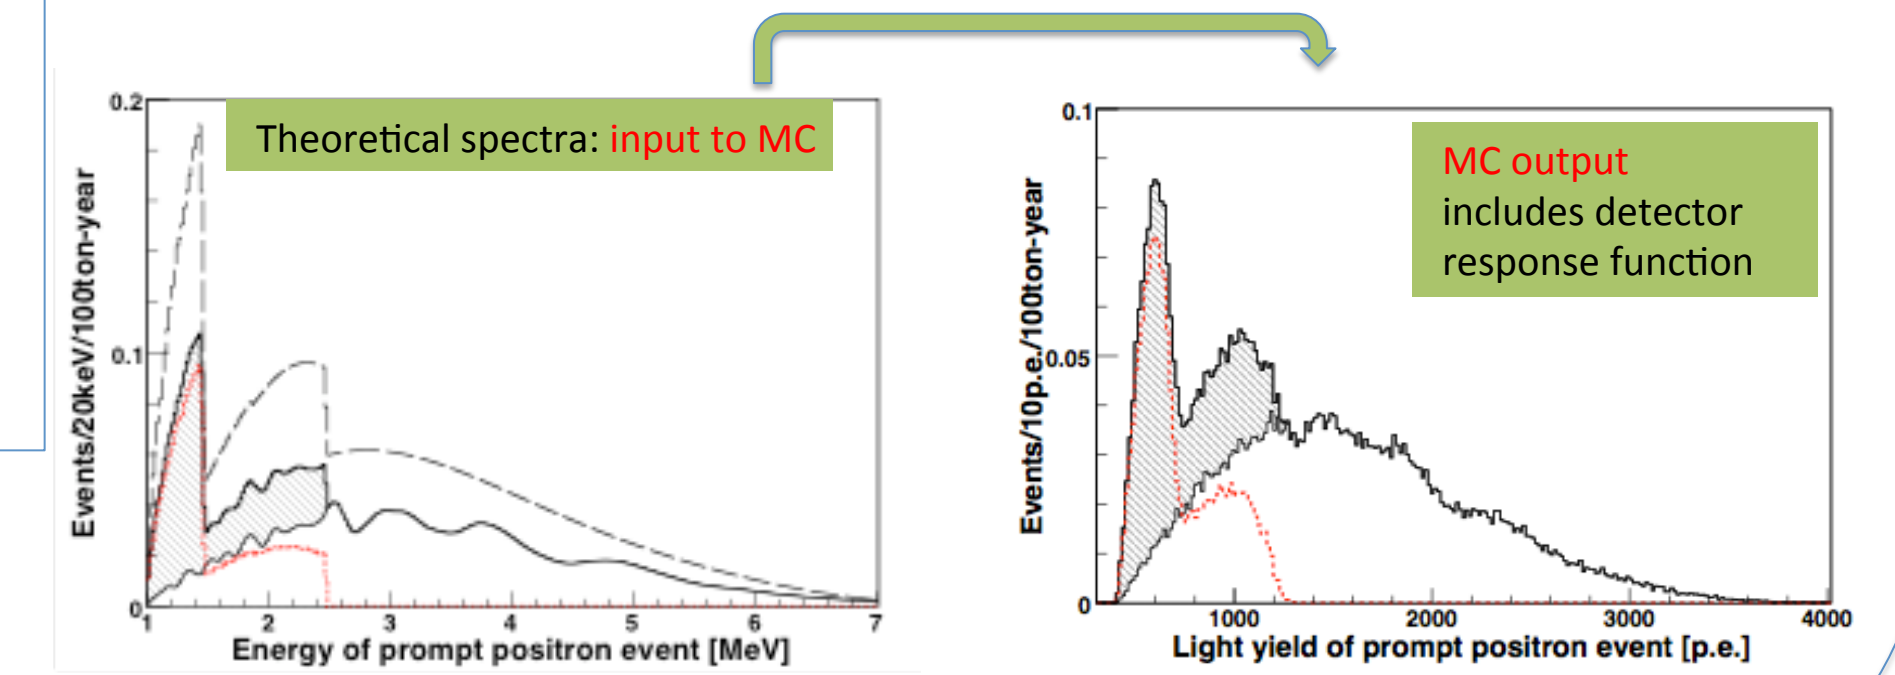 Theoretical spectra: input to MC
0.2
0.1
0
Events/20keV/100ton-year
1 2 3 4 5 6 7
Energy of prompt positron event [MeV]
MC output
includes detector
response function
0.1
0.05
0
Events/10p.e./100ton-year
1000 2000 3000 4000
Light yield of prompt positron event [p.e.]